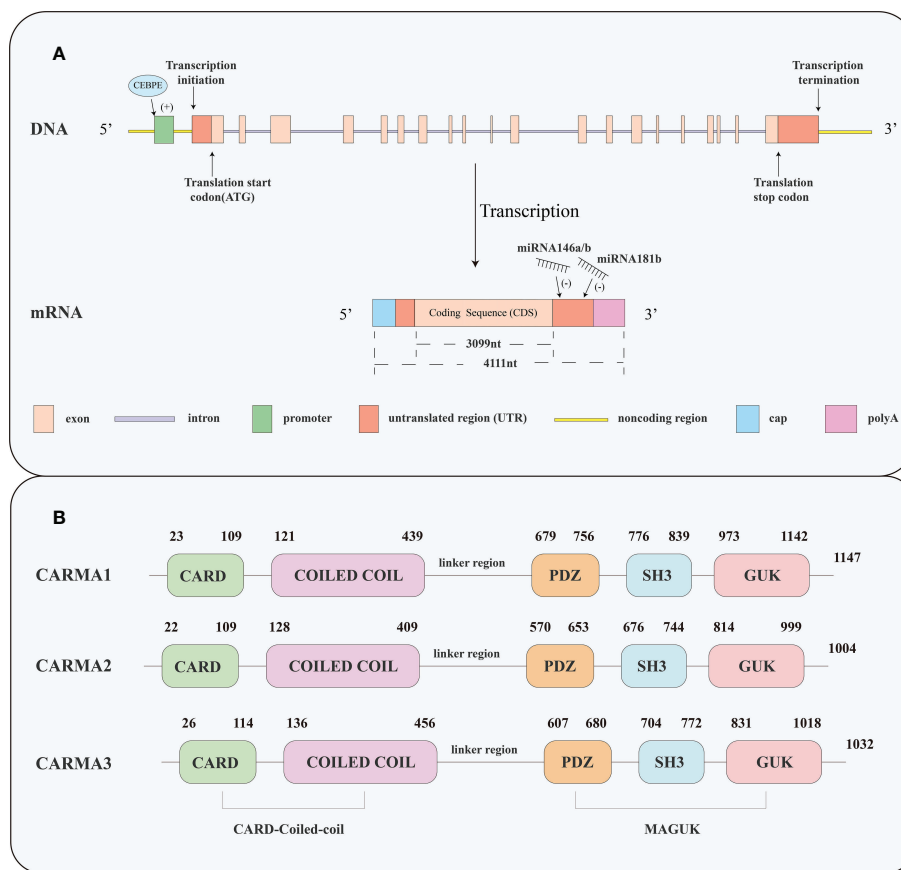 A
CEBPE
(+)
Transcription
initiation
Transcription
termination
DNA
5’
3’
Translation start
codon(ATG)
Translation
stop codon
Transcription
miRNA146a/b
miRNA181b
(-)
(-)
mRNA
5’
Coding Sequence (CDS)
3’
3099nt
4111nt
exon
intron
promoter
untranslated region (UTR)
noncoding region
cap
polyA
B
23 109 121 439 679 756 776 839 973 1142
CARMA1 CARD COILED COIL linker region PDZ SH3 GUK 1147
22 109 128 409 570 653 676 744 814 999
CARMA2 CARD COILED COIL linker region PDZ SH3 GUK 1004
26 114 136 456 607 680 704 772 831 1018
CARMA3 CARD COILED COIL linker region PDZ SH3 GUK 1032
CARD-Coiled-coil
MAGUK